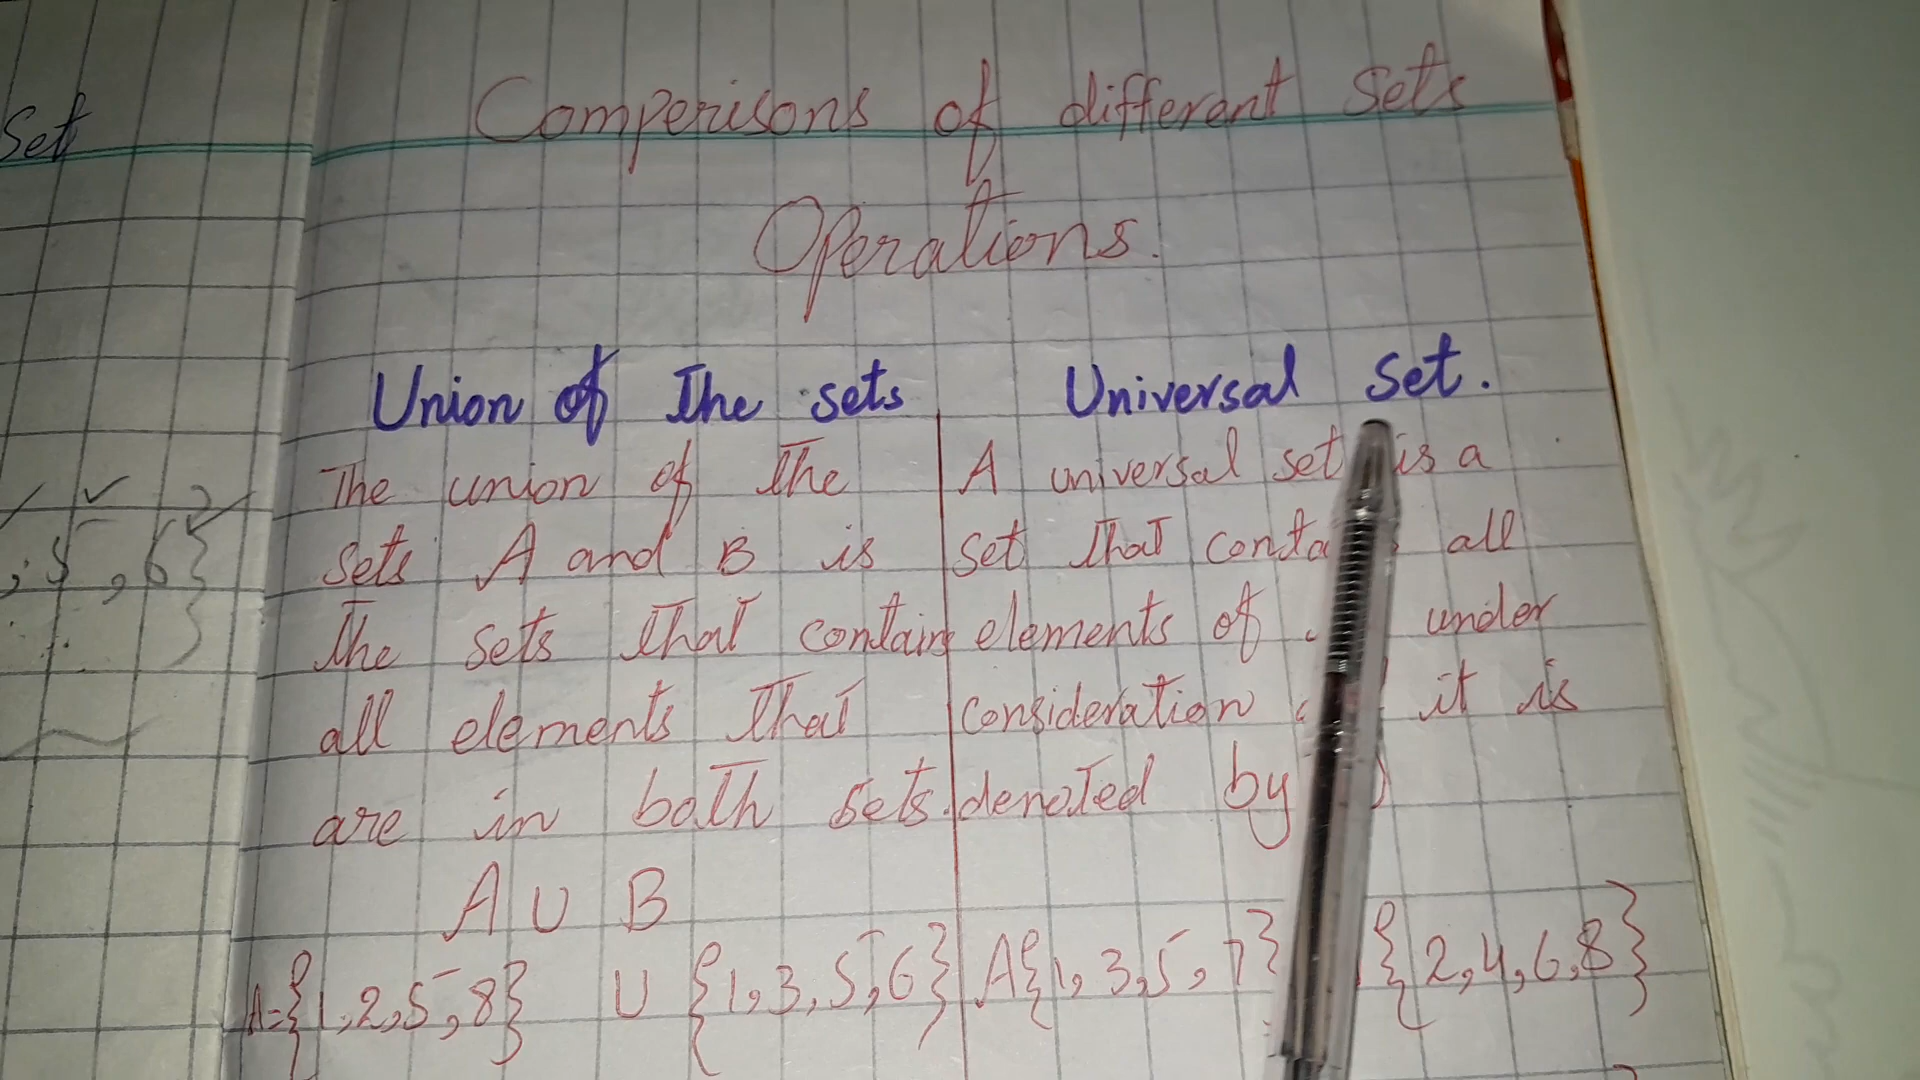 Set
, 5 , 6}
Comperisons of different Sets
Operations.
Union of The sets
The union of The
sets A and B is
The sets That contains
all elements That
are in both sets.
A U B
A={1,2,5,8} U {1,3,5,6}
Universal set.
A universal set is a
set That all
elements of under
consideration it is
denoted by
A{1,3,5,7} {2,4,6,8}